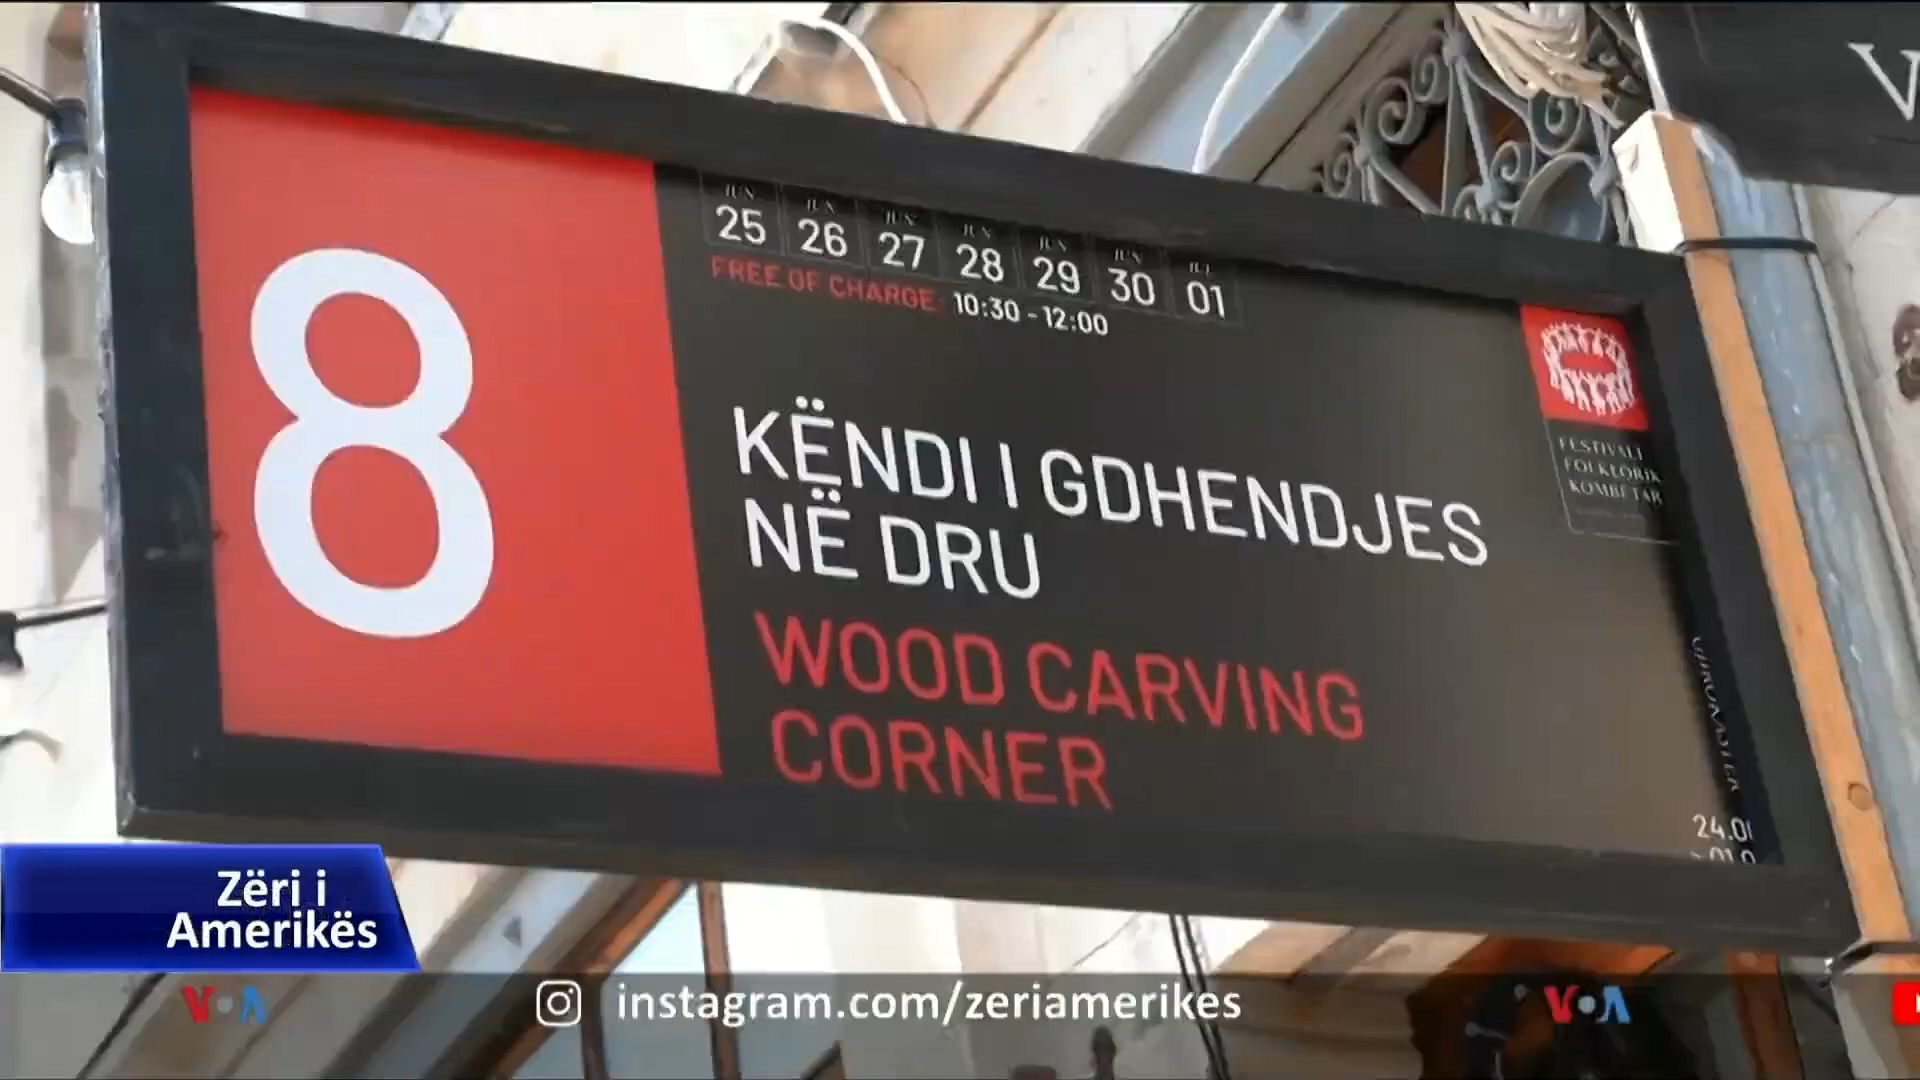 8
JUN JUN JUN JUN JUN JUN JUL
25 26 27 28 29 30 01
FREE OF CHARGE: 10:30 - 12:00
KËNDI I GDHENDJES
NË DRU
WOOD CARVING
CORNER
FESTIVALI
FOLKLORIK
KOMBËTAR
24.0
V
Zëri i
Amerikës
VOA
instagram.com/zeriamerikes
VOA